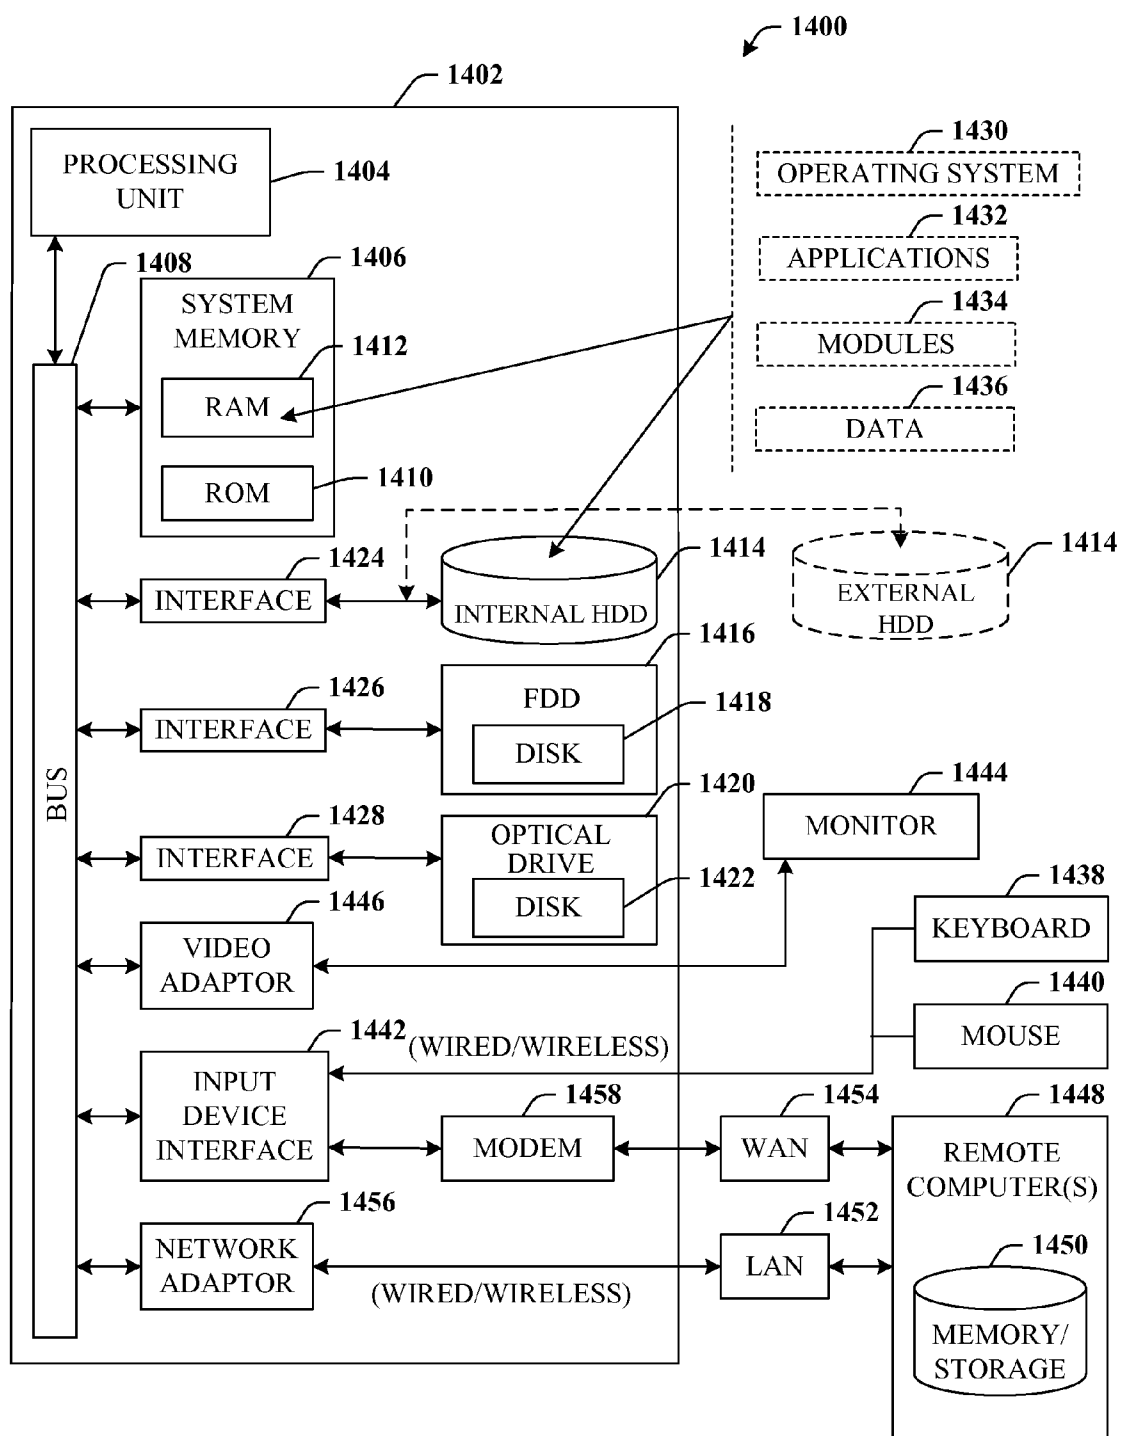 1400
1402
PROCESSING
UNIT
1404
1430
OPERATING SYSTEM
1432
APPLICATIONS
1434
MODULES
1436
DATA
1408
1406
SYSTEM
MEMORY
1412
RAM
1410
ROM
1424
INTERFACE
1414
INTERNAL HDD
1414
EXTERNAL
HDD
1426
INTERFACE
1416
FDD
1418
DISK
BUS
1428
INTERFACE
1420
OPTICAL
DRIVE
1422
DISK
1444
MONITOR
1446
VIDEO
ADAPTOR
1438
KEYBOARD
1440
MOUSE
1442
(WIRED/WIRELESS)
INPUT
DEVICE
INTERFACE
1458
MODEM
1454
WAN
1448
REMOTE
COMPUTER(S)
1456
NETWORK
ADAPTOR
(WIRED/WIRELESS)
1452
LAN
1450
MEMORY/
STORAGE